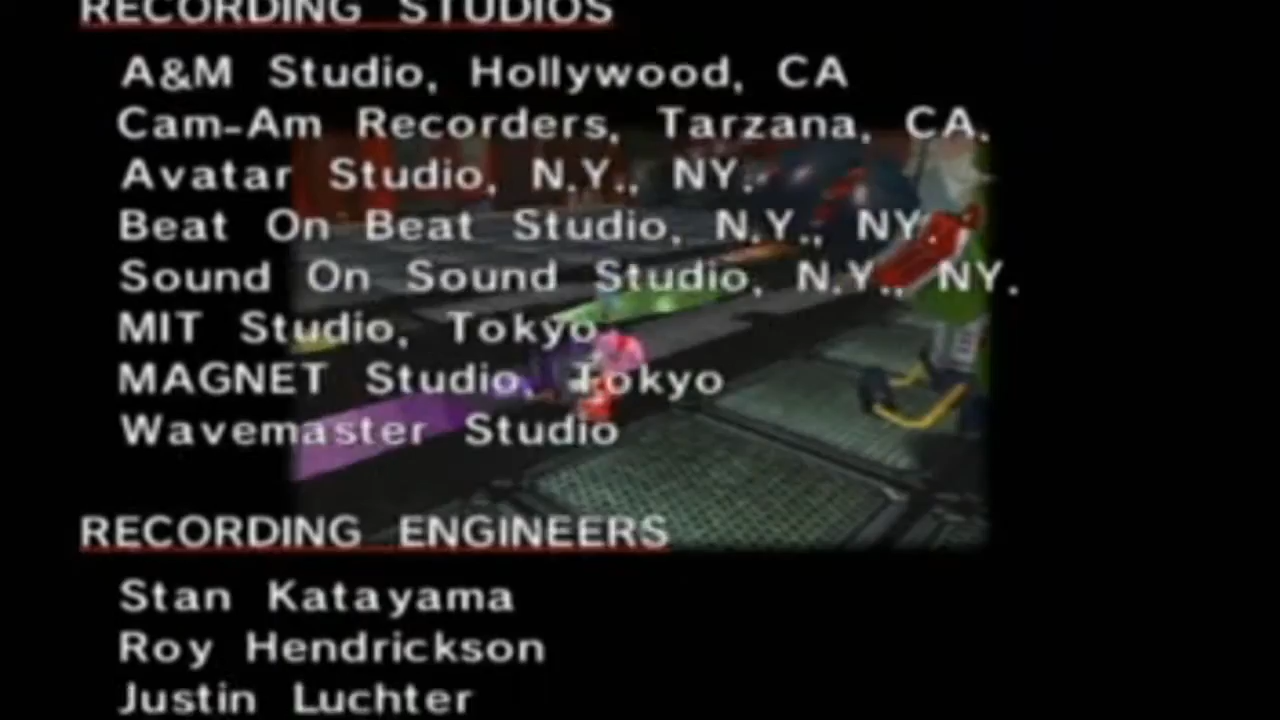 RECORDING STUDIOS
A&M Studio, Hollywood, CA
Cam-Am Recorders, Tarzana, CA.
Avatar Studio, N.Y., NY.
Beat On Beat Studio, N.Y., NY.
Sound On Sound Studio, N.Y., NY.
MIT Studio, Tokyo
MAGNET Studio, Tokyo
Wavemaster Studio
RECORDING ENGINEERS
Stan Katayama
Roy Hendrickson
Justin Luchter